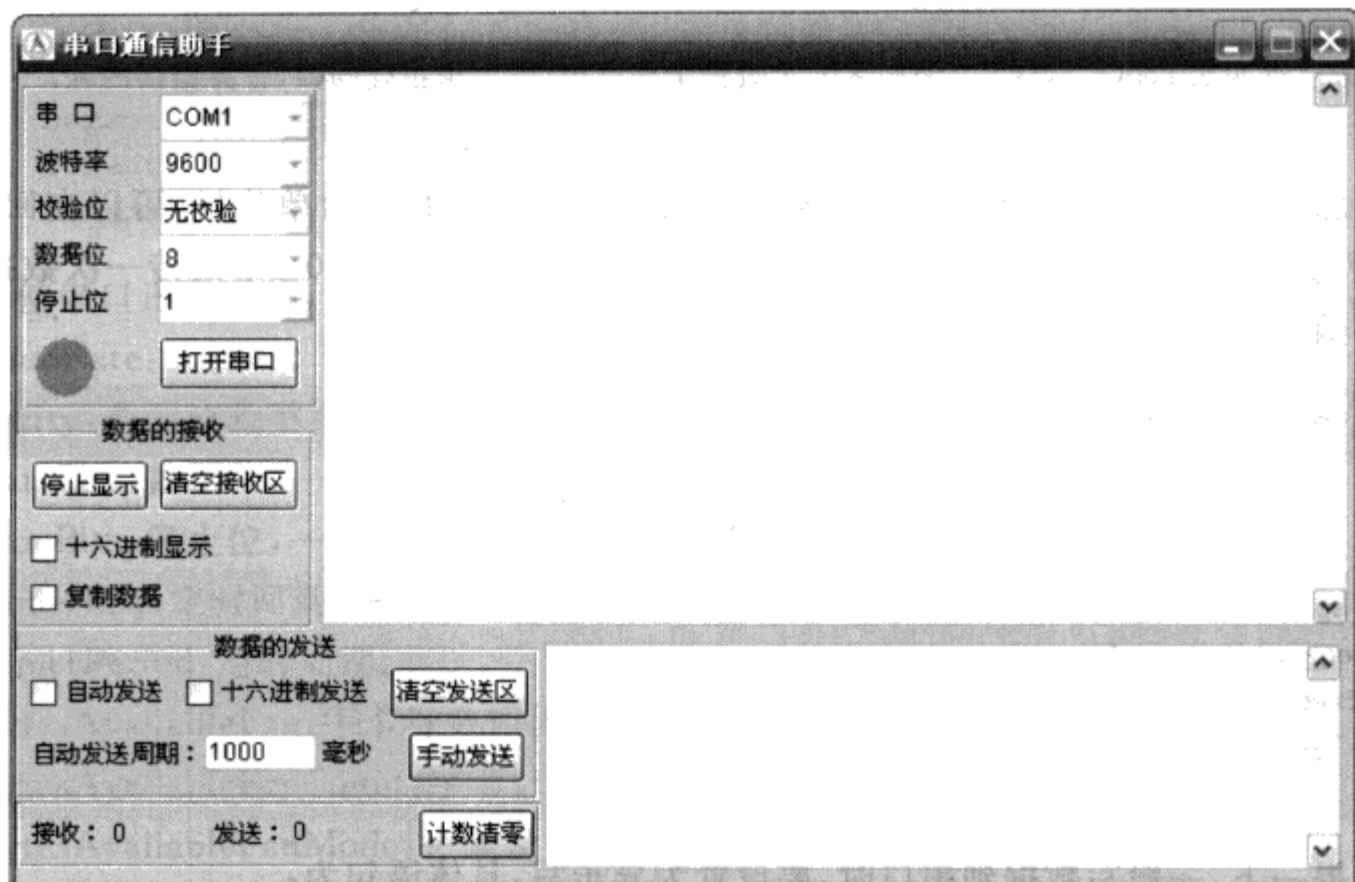 串口通信助手
串 口 COM1
波特率 9600
校验位 无校验
数据位 8
停止位 1
打开串口
数据的接收
停止显示 清空接收区
十六进制显示
复制数据
数据的发送
自动发送 十六进制发送 清空发送区
自动发送周期：1000 毫秒 手动发送
接收：0 发送：0 计数清零